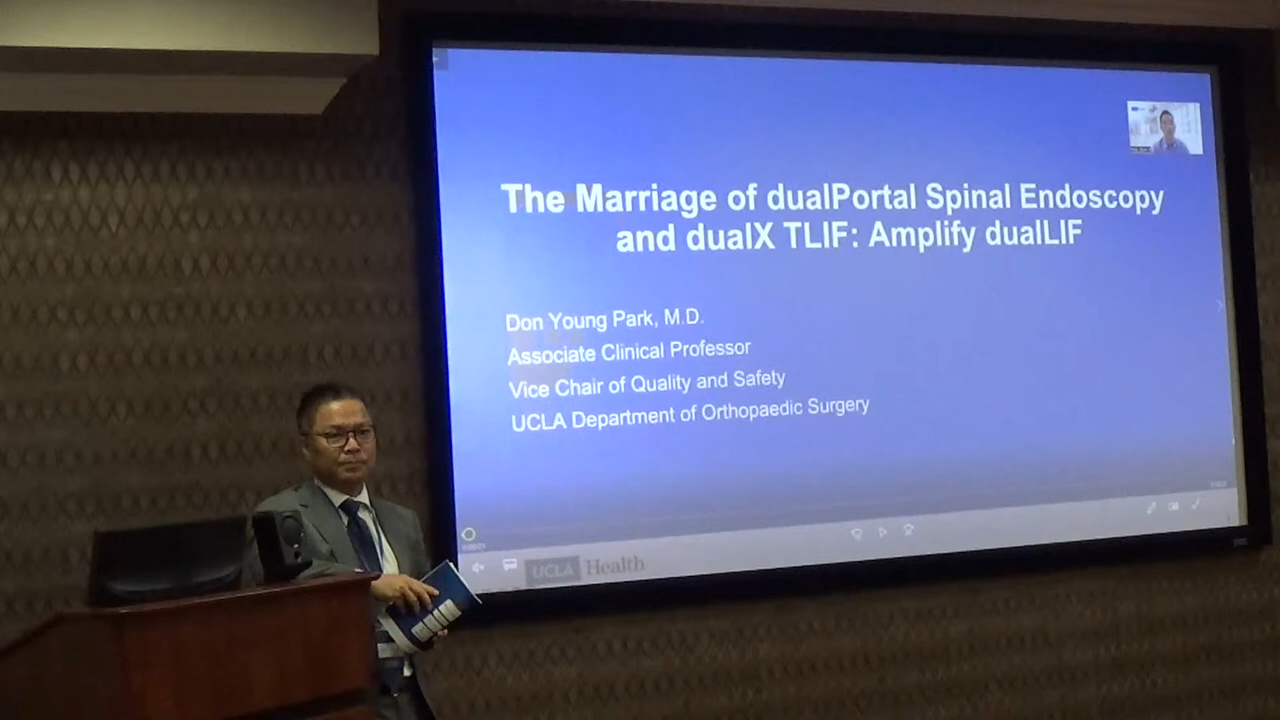 The Marriage of dualPortal Spinal Endoscopy
and dualX TLIF: Amplify dualLIF
Don Young Park, M.D.
Associate Clinical Professor
Vice Chair of Quality and Safety
UCLA Department of Orthopaedic Surgery
UCLA Health